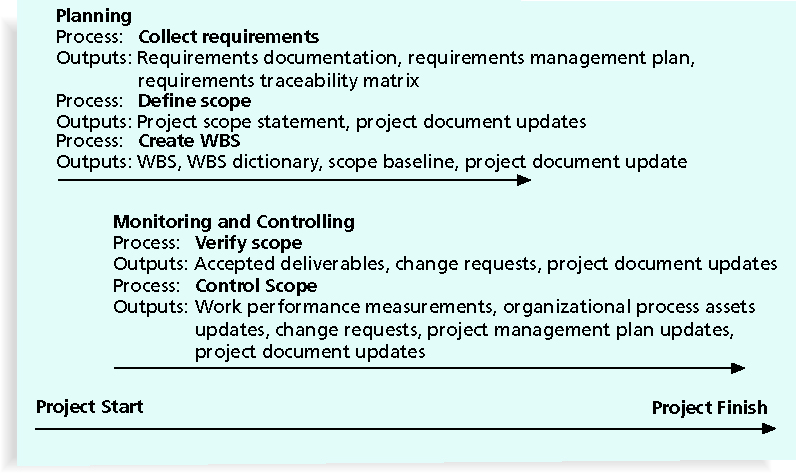 Planning
Process: Collect requirements
Outputs: Requirements documentation, requirements management plan,
requirements traceability matrix
Process: Define scope
Outputs: Project scope statement, project document updates
Process: Create WBS
Outputs: WBS, WBS dictionary, scope baseline, project document update
Monitoring and Controlling
Process: Verify scope
Outputs: Accepted deliverables, change requests, project document updates
Process: Control Scope
Outputs: Work performance measurements, organizational process assets
updates, change requests, project management plan updates,
project document updates
Project Start Project Finish